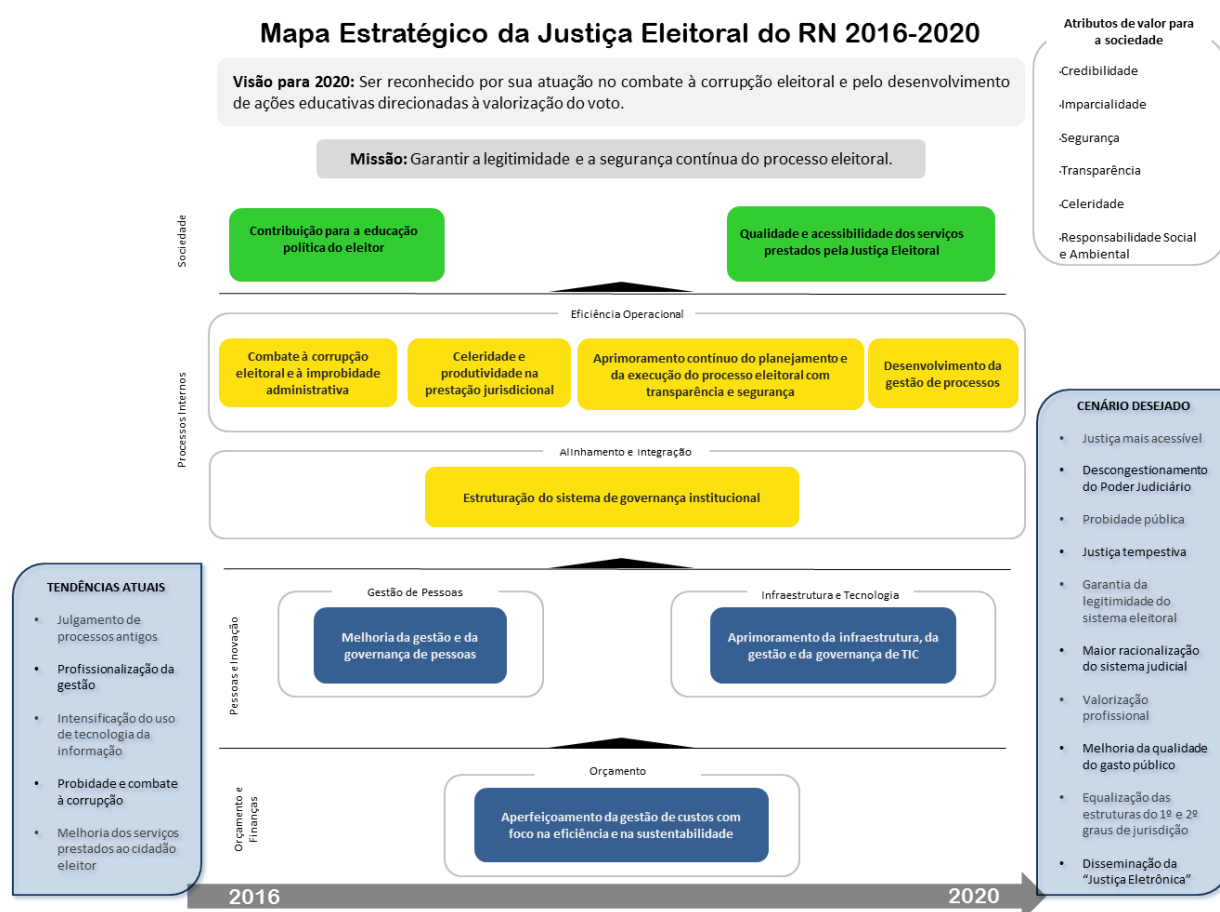 Mapa Estratégico da Justiça Eleitoral do RN 2016-2020
Visão para 2020: Ser reconhecido por sua atuação no combate à corrupção eleitoral e pelo desenvolvimento
de ações educativas direcionadas à valorização do voto.
Missão: Garantir a legitimidade e a segurança contínua do processo eleitoral.
Atributos de valor para
a sociedade
·Credibilidade
·Imparcialidade
·Segurança
·Transparência
·Celeridade
·Responsabilidade Social
e Ambiental
Sociedade
Contribuição para a educação
política do eleitor
Qualidade e acessibilidade dos serviços
prestados pela Justiça Eleitoral
Processos Internos
Eficiência Operacional
Combate à corrupção
eleitoral e à improbidade
administrativa
Celeridade e
produtividade na
prestação jurisdicional
Aprimoramento contínuo do planejamento e
da execução do processo eleitoral com
transparência e segurança
Desenvolvimento da
gestão de processos
Alinhamento e Integração
Estruturação do sistema de governança institucional
Pessoas e Inovação
Gestão de Pessoas
Melhoria da gestão e da
governança de pessoas
Infraestrutura e Tecnologia
Aprimoramento da infraestrutura, da
gestão e da governança de TIC
Orçamento e
Finanças
Orçamento
Aperfeiçoamento da gestão de custos com
foco na eficiência e na sustentabilidade
TENDÊNCIAS ATUAIS
• Julgamento de
processos antigos
• Profissionalização da
gestão
• Intensificação do uso
de tecnologia da
informação
• Probidade e combate
à corrupção
• Melhoria dos serviços
prestados ao cidadão
eleitor
CENÁRIO DESEJADO
• Justiça mais acessível
• Descongestionamento
do Poder Judiciário
• Probidade pública
• Justiça tempestiva
• Garantia da
legitimidade do
sistema eleitoral
• Maior racionalização
do sistema judicial
• Valorização
profissional
• Melhoria da qualidade
do gasto público
• Equalização das
estruturas do 1º e 2º
graus de jurisdição
• Disseminação da
“Justiça Eletrônica”
2016
2020